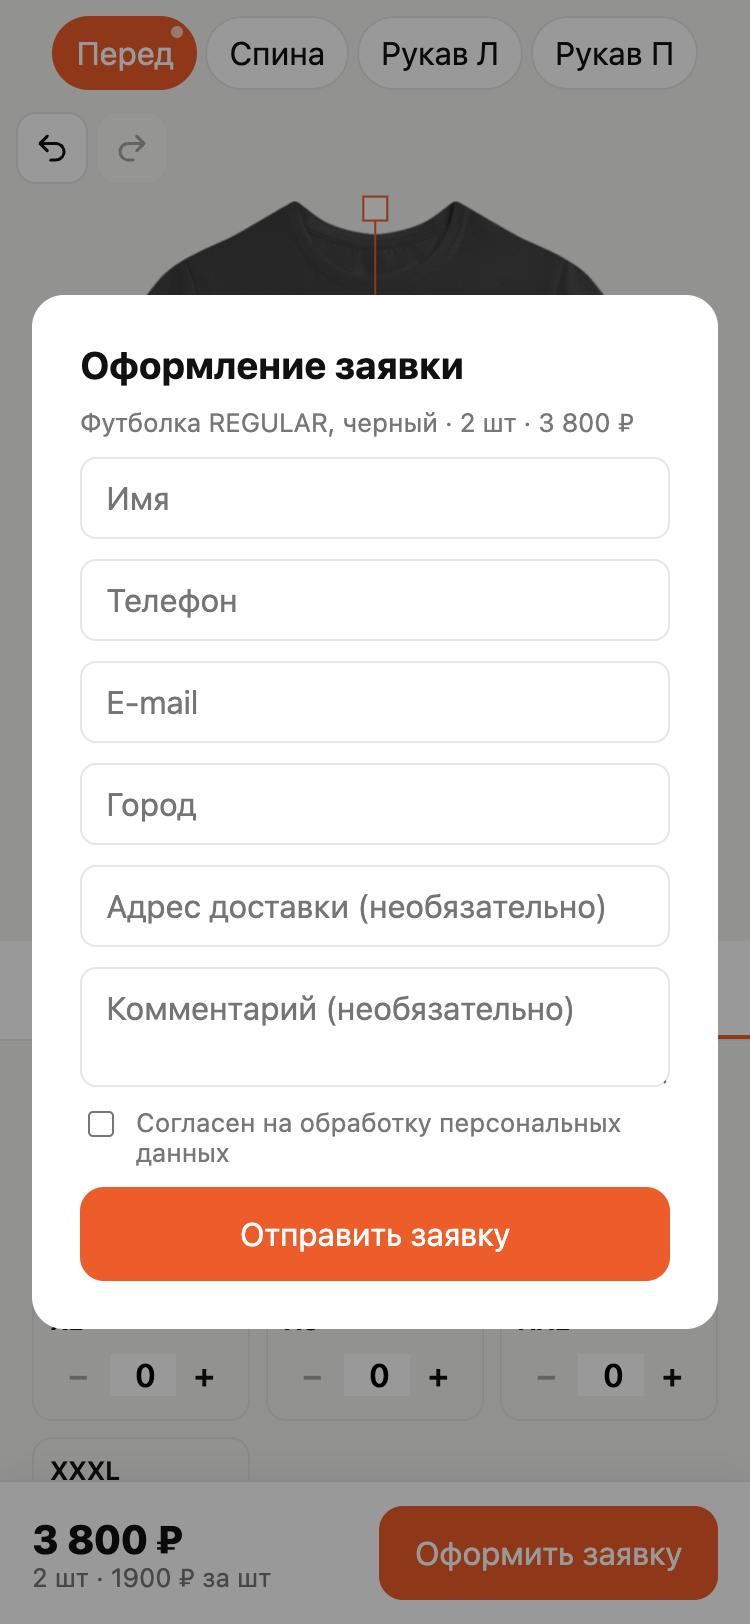 Перед
Спина
Рукав Л
Рукав П
Оформление заявки
Футболка REGULAR, черный · 2 шт · 3 800 ₽
Имя
Телефон
E-mail
Город
Адрес доставки (необязательно)
Комментарий (необязательно)
Согласен на обработку персональных
данных
Отправить заявку
− 0 +
− 0 +
− 0 +
XXXL
3 800 ₽
2 шт · 1900 ₽ за шт
Оформить заявку